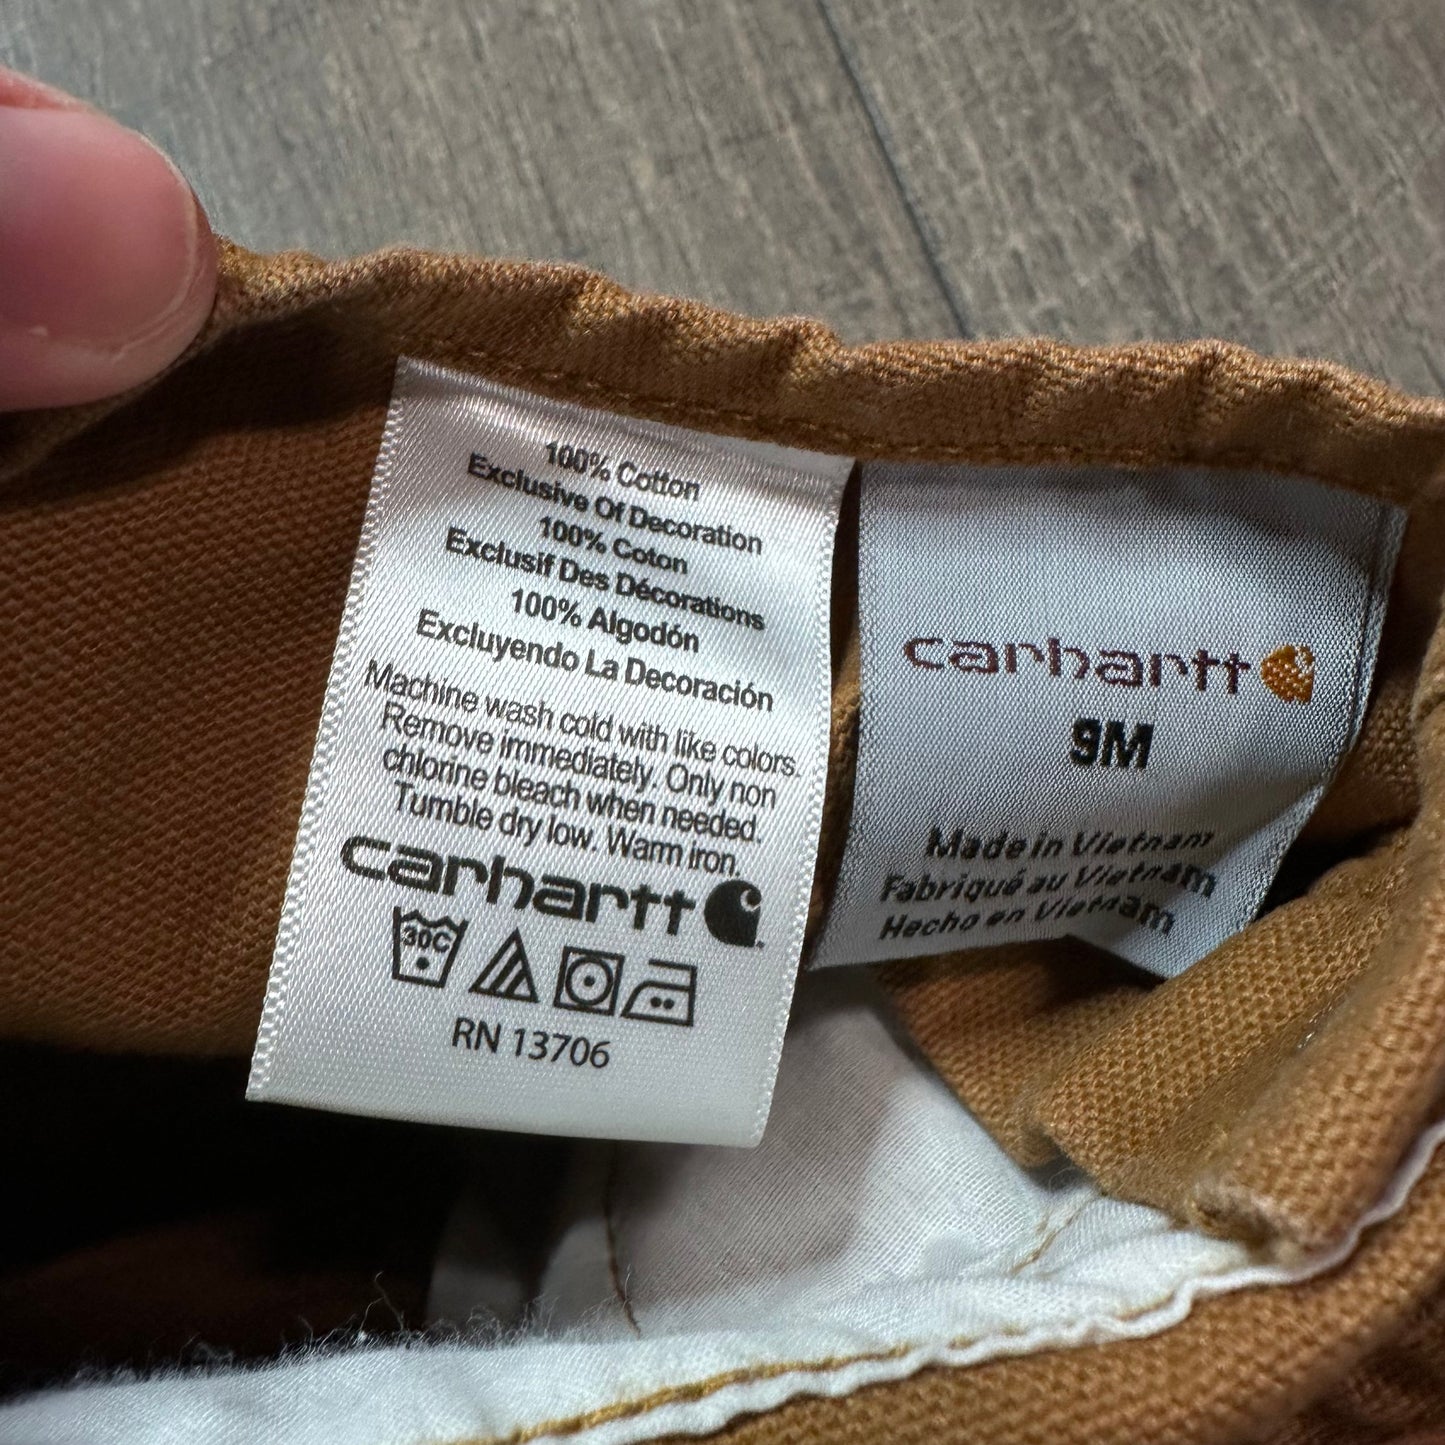 100% Cotton
Exclusive Of Decoration
100% Coton
Exclusif Des Décorations
100% Algodón
Excluyendo La Decoración
Machine wash cold with like colors.
Remove immediately. Only non
chlorine bleach when needed.
Tumble dry low. Warm iron.
carhartt
30C
RN 13706
carhartt
9M
Made in Vietnam
Fabriqué au Vietnam
Hecho en Vietnam